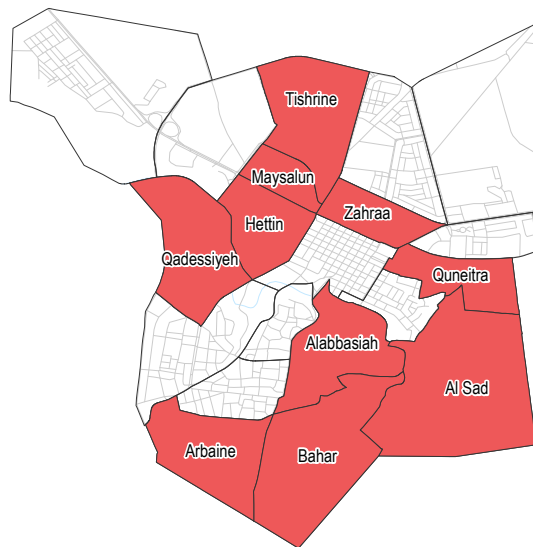 Tishrine
Maysalun
Zahraa
Hettin
Qadessiyeh
Quneitra
Alabbasiah
Al Sad
Arbaine
Bahar